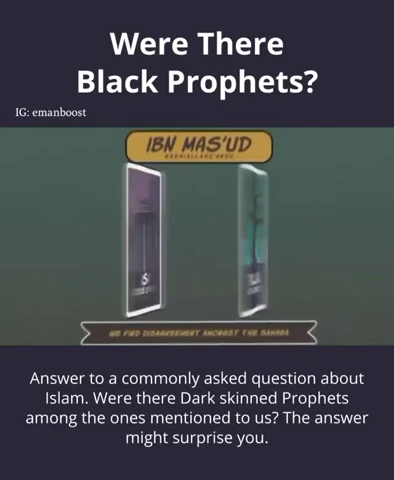 Were There
Black Prophets?
IG: emanboost
IBN MAS'UD
RADHIALLAHU ANHU
WE FIND DISAGREEMENT AMONGST THE SAHABA
Answer to a commonly asked question about
Islam. Were there Dark skinned Prophets
among the ones mentioned to us? The answer
might surprise you.